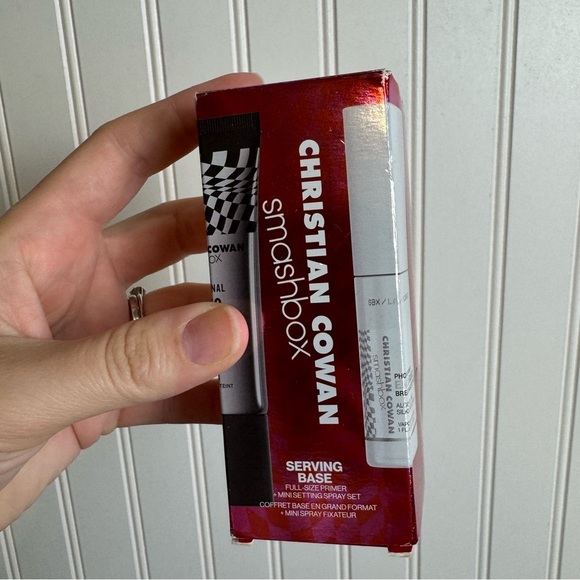 CHRISTIAN COWAN
smashbox
SERVING
BASE
FULL-SIZE PRIMER
+ MINI SETTING SPRAY SET
COFFRET BASE EN GRAND FORMAT
+ MINI SPRAY FIXATEUR
COWAN
CHRISTIAN COWAN
smashbox